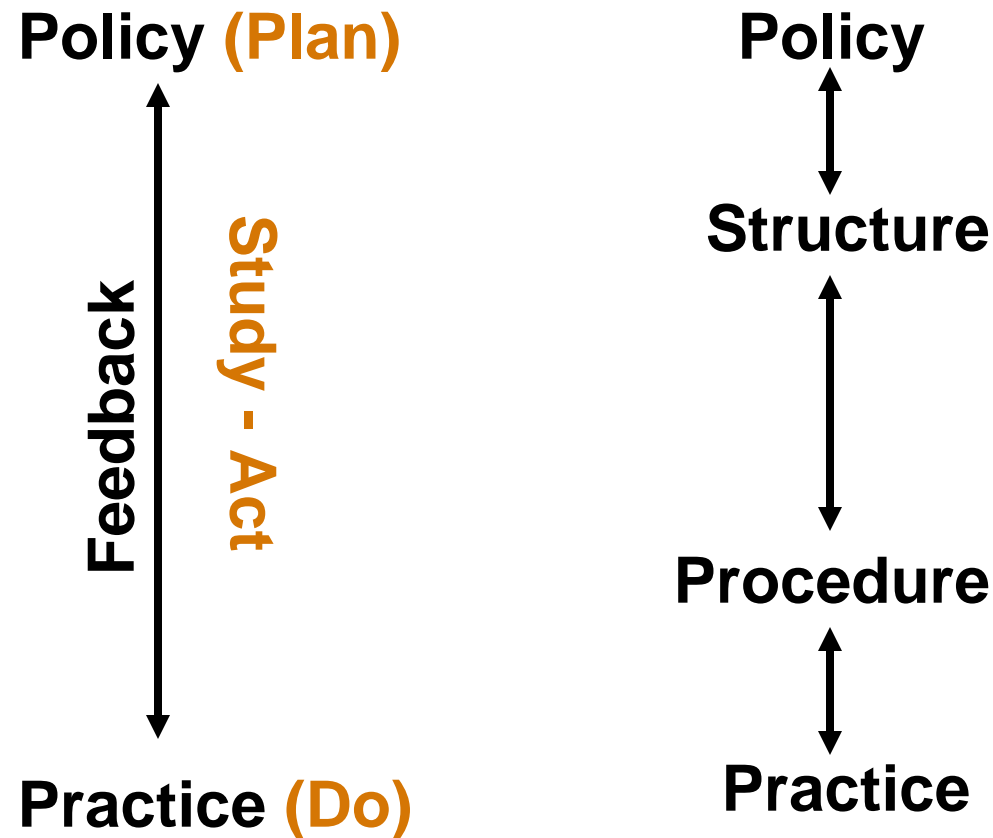 Policy (Plan)
Feedback
Study - Act
Practice (Do)
Policy
Structure
Procedure
Practice